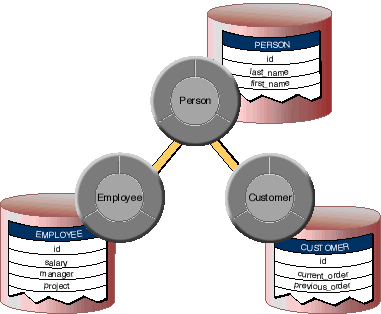 PERSON
id
last_name
first_name
Person
Employee
Customer
EMPLOYEE
id
salary
manager
project
CUSTOMER
id
current_order
previous_order